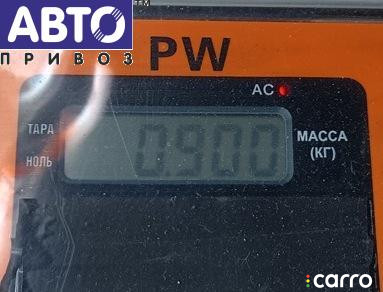 АВТО
ПРИВОЗ
PW
AC
ТАРА
НОЛЬ
0.900
МАССА
(КГ)
carro